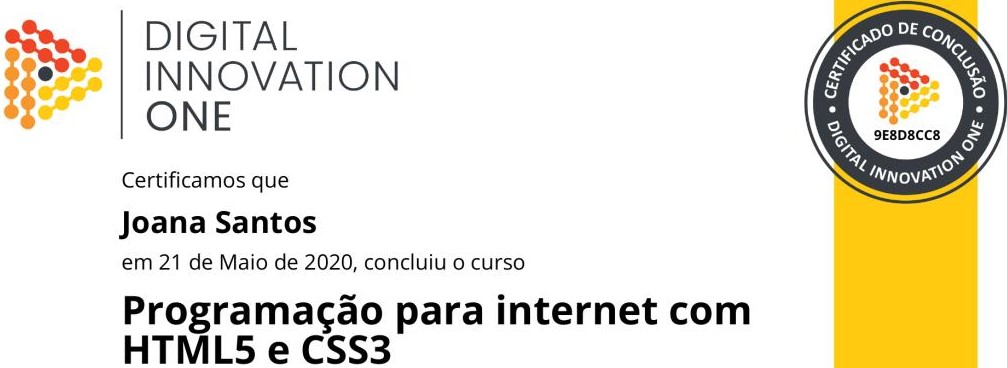 DIGITAL
INNOVATION
ONE
CERTIFICADO DE CONCLUSÃO
9E8D8CC8
DIGITAL INNOVATION ONE
Certificamos que
Joana Santos
em 21 de Maio de 2020, concluiu o curso
Programação para internet com
HTML5 e CSS3